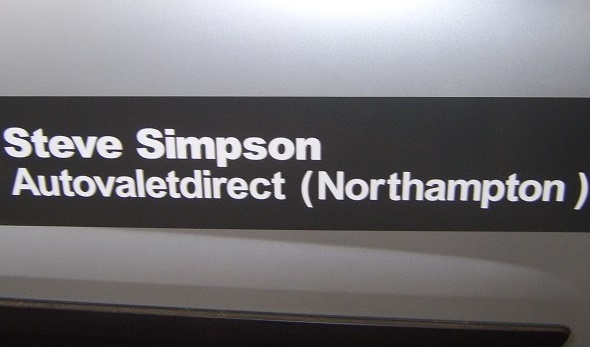 Steve Simpson
Autovaletdirect (Northampton )